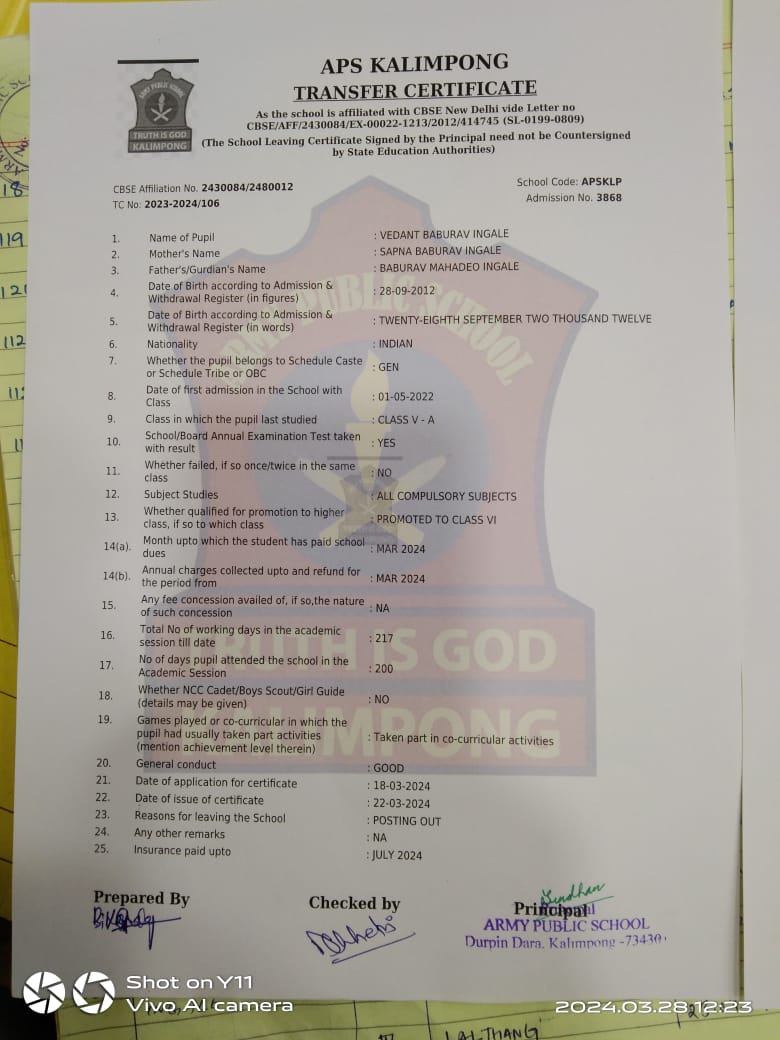 APS KALIMPONG
TRANSFER CERTIFICATE
As the school is affiliated with CBSE New Delhi vide Letter no
CBSE/AFF/2430084/EX-00022-1213/2012/414745 (SL-0199-0809)
(The School Leaving Certificate Signed by the Principal need not be Countersigned
by State Education Authorities)
ARMY PUBLIC SCHOOL
TRUTH IS GOD
KALIMPONG
CBSE Affiliation No. 2430084/2480012
School Code: APSKLP
TC No: 2023-2024/106
Admission No. 3868
1. Name of Pupil : VEDANT BABURAV INGALE
2. Mother's Name : SAPNA BABURAV INGALE
3. Father's/Gurdian's Name : BABURAV MAHADEO INGALE
4. Date of Birth according to Admission &
Withdrawal Register (in figures) : 28-09-2012
5. Date of Birth according to Admission &
Withdrawal Register (in words) : TWENTY-EIGHTH SEPTEMBER TWO THOUSAND TWELVE
6. Nationality : INDIAN
7. Whether the pupil belongs to Schedule Caste
or Schedule Tribe or OBC : GEN
8. Date of first admission in the School with
Class : 01-05-2022
9. Class in which the pupil last studied : CLASS V - A
10. School/Board Annual Examination Test taken
with result : YES
11. Whether failed, if so once/twice in the same
class : NO
12. Subject Studies : ALL COMPULSORY SUBJECTS
13. Whether qualified for promotion to higher
class, if so to which class : PROMOTED TO CLASS VI
14(a). Month upto which the student has paid school
dues : MAR 2024
14(b). Annual charges collected upto and refund for
the period from : MAR 2024
15. Any fee concession availed of, if so,the nature
of such concession : NA
16. Total No of working days in the academic
session till date : 217
17. No of days pupil attended the school in the
Academic Session : 200
18. Whether NCC Cadet/Boys Scout/Girl Guide
(details may be given) : NO
19. Games played or co-curricular in which the
pupil had usually taken part activities
(mention achievement level therein) : Taken part in co-curricular activities
20. General conduct : GOOD
21. Date of application for certificate : 18-03-2024
22. Date of issue of certificate : 22-03-2024
23. Reasons for leaving the School : POSTING OUT
24. Any other remarks : NA
25. Insurance paid upto : JULY 2024
ARMY PUBLIC SCHOOL
TRUTH IS GOD
KALIMPONG
Prepared By
Checked by
Principal
ARMY PUBLIC SCHOOL
Durpin Dara, Kalimpong
Shot on Y11
Vivo AI camera
2024.03.28 12:23
LALTHANG